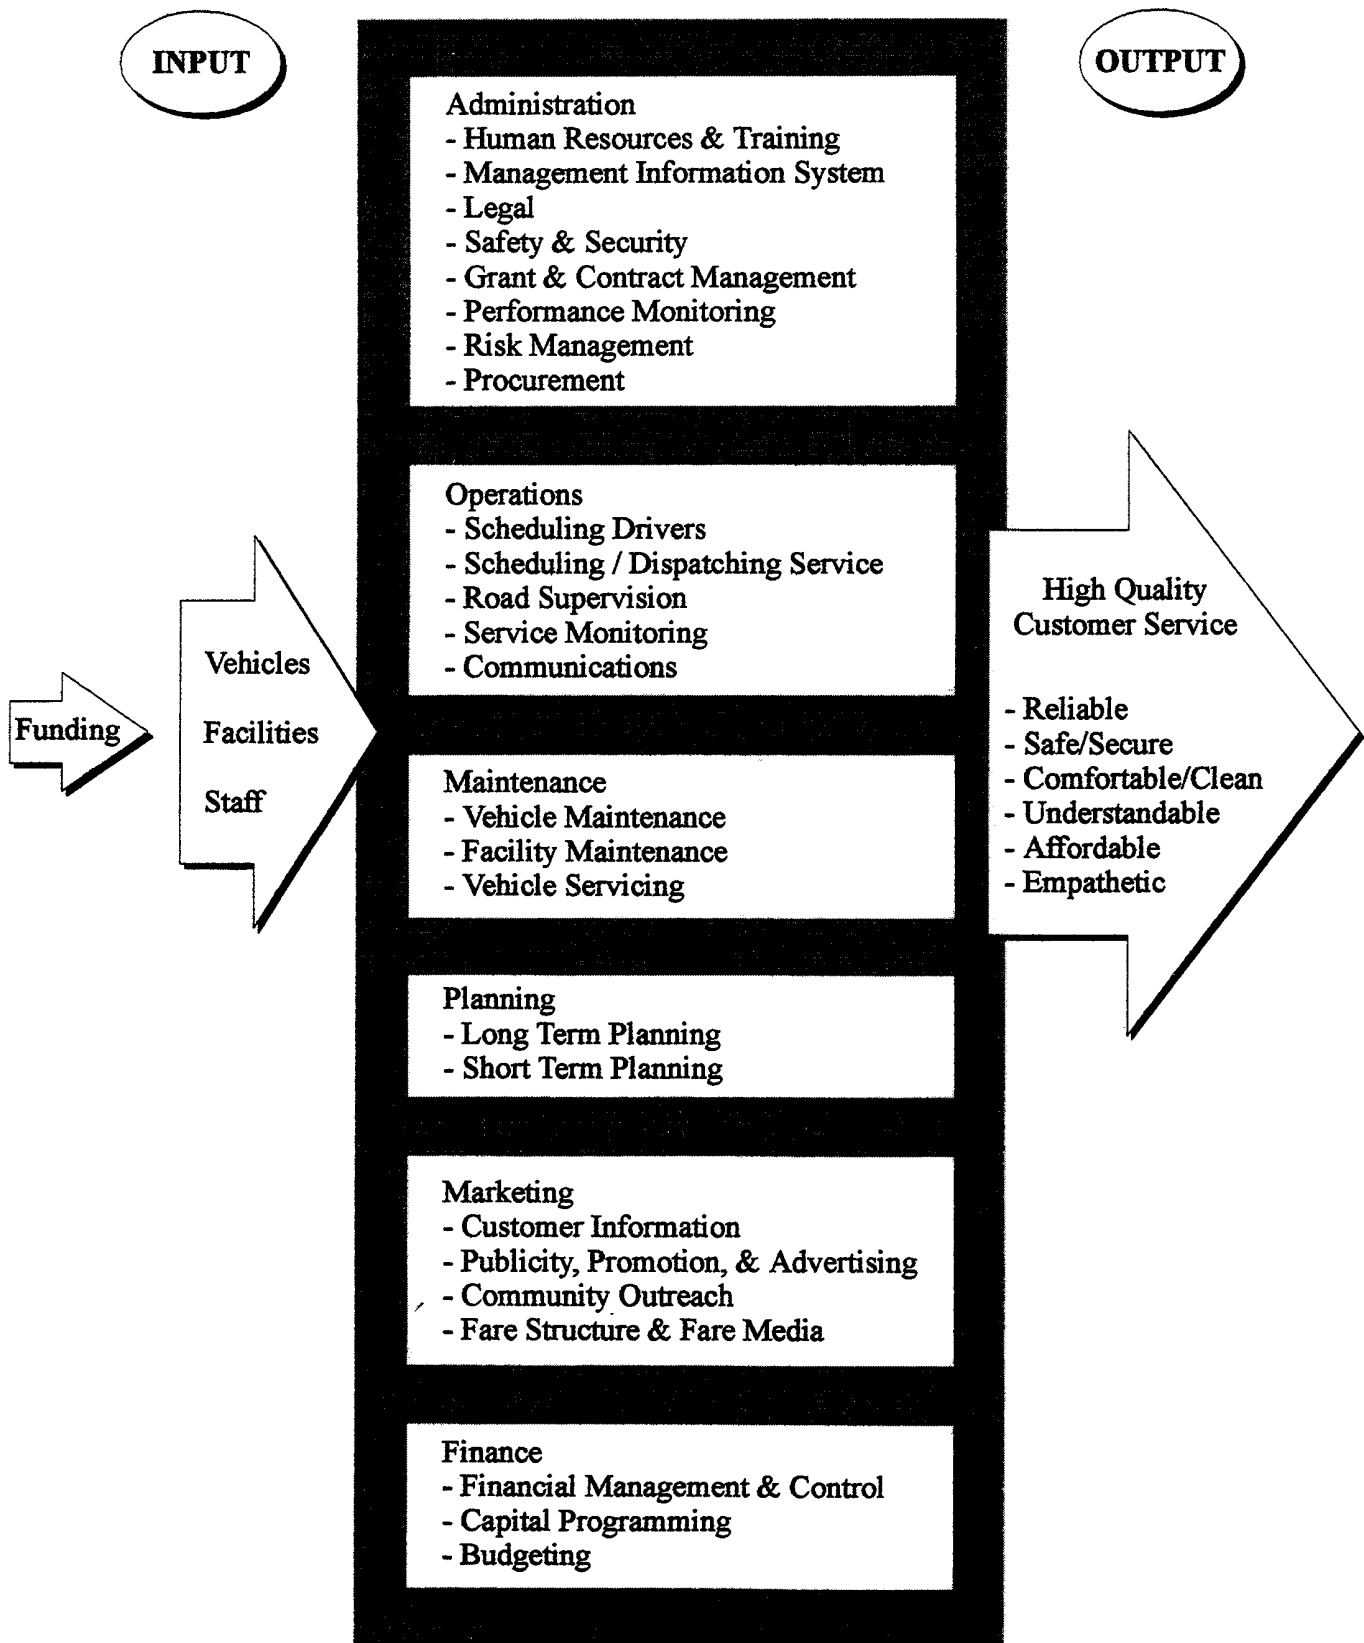 INPUT
OUTPUT
Administration
- Human Resources & Training
- Management Information System
- Legal
- Safety & Security
- Grant & Contract Management
- Performance Monitoring
- Risk Management
- Procurement
Operations
- Scheduling Drivers
- Scheduling / Dispatching Service
- Road Supervision
- Service Monitoring
- Communications
Funding
Vehicles
Facilities
Staff
Maintenance
- Vehicle Maintenance
- Facility Maintenance
- Vehicle Servicing
Planning
- Long Term Planning
- Short Term Planning
Marketing
- Customer Information
- Publicity, Promotion, & Advertising
- Community Outreach
- Fare Structure & Fare Media
Finance
- Financial Management & Control
- Capital Programming
- Budgeting
High Quality
Customer Service
- Reliable
- Safe/Secure
- Comfortable/Clean
- Understandable
- Affordable
- Empathetic